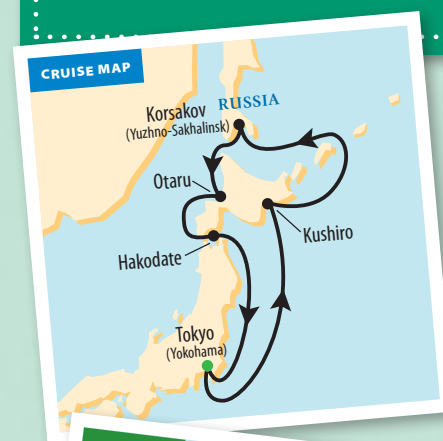 CRUISE MAP
Korsakov
(Yuzhno-Sakhalinsk)
RUSSIA
Otaru
Kushiro
Hakodate
Tokyo
(Yokohama)